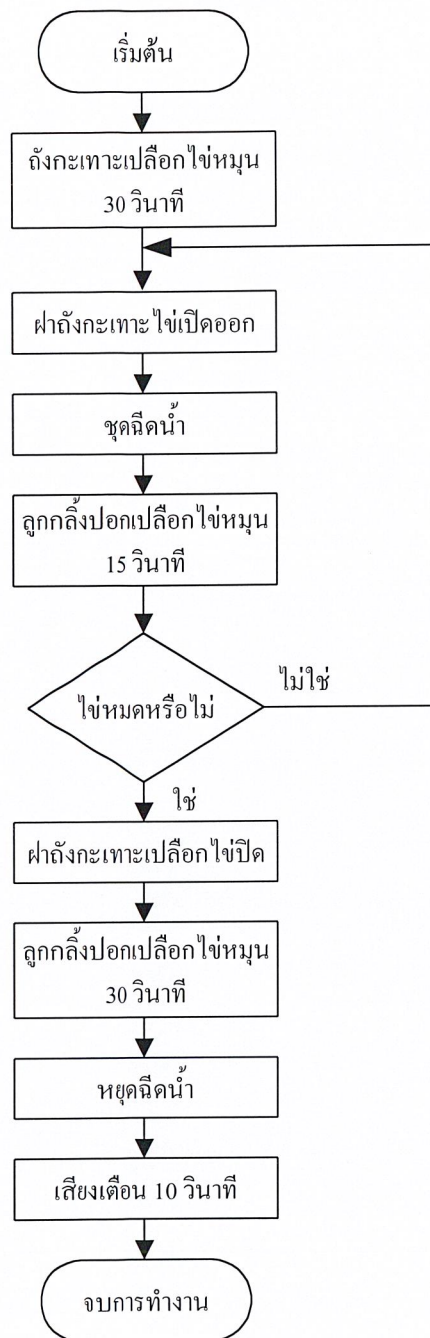 เริ่มต้น
ถังกะเทาะเปลือกไข่หมุน
30 วินาที
ฝาถังกะเทาะไข่เปิดออก
ชุดฉีดน้ำ
ลูกกลิ้งปอกเปลือกไข่หมุน
15 วินาที
ไข่หมดหรือไม่
ไม่ใช่
ใช่
ฝาถังกะเทาะเปลือกไข่ปิด
ลูกกลิ้งปอกเปลือกไข่หมุน
30 วินาที
หยุดฉีดน้ำ
เสียงเตือน 10 วินาที
จบการทำงาน